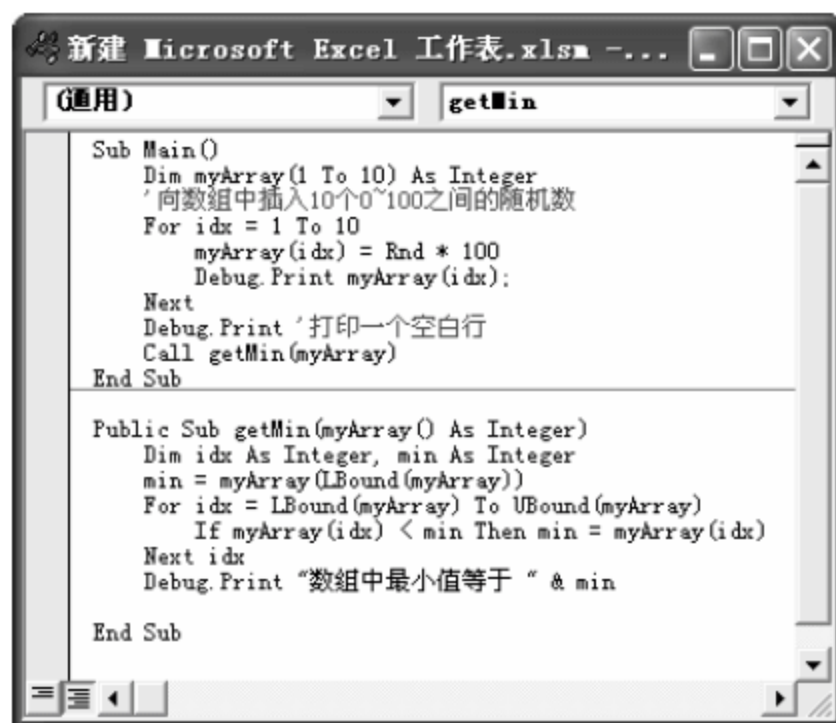 新建 Microsoft Excel 工作表.xlsm -...
(通用) getMin
Sub Main()
    Dim myArray(1 To 10) As Integer
    ' 向数组中插入10个0~100之间的随机数
    For idx = 1 To 10
        myArray(idx) = Rnd * 100
        Debug.Print myArray(idx);
    Next
    Debug.Print ' 打印一个空白行
    Call getMin(myArray)
End Sub
Public Sub getMin(myArray() As Integer)
    Dim idx As Integer, min As Integer
    min = myArray(LBound(myArray))
    For idx = LBound(myArray) To UBound(myArray)
        If myArray(idx) < min Then min = myArray(idx)
    Next idx
    Debug.Print "数组中最小值等于 " & min
End Sub